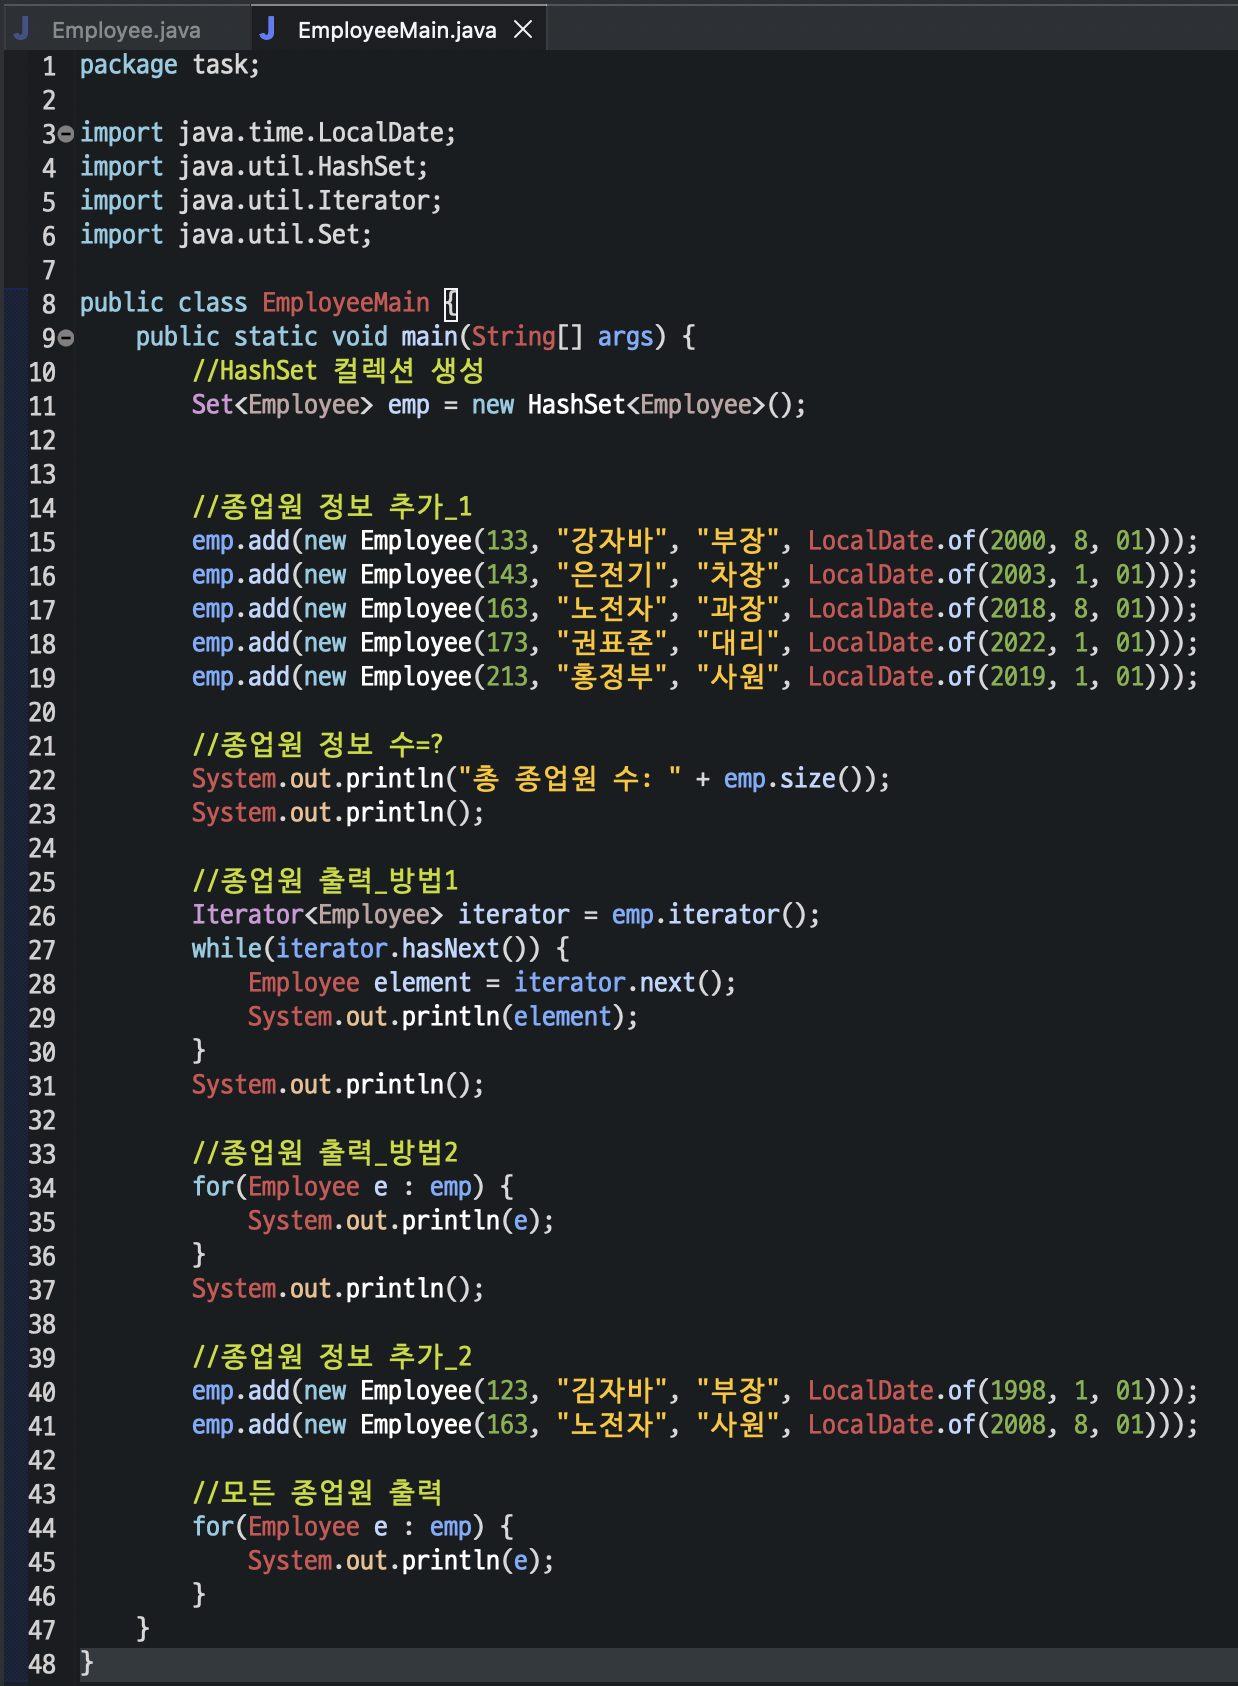 Employee.java EmployeeMain.java
1 package task;
2
3 import java.time.LocalDate;
4 import java.util.HashSet;
5 import java.util.Iterator;
6 import java.util.Set;
7
8 public class EmployeeMain {
9     public static void main(String[] args) {
10         //HashSet 컬렉션 생성
11         Set<Employee> emp = new HashSet<Employee>();
12
13
14         //종업원 정보 추가_1
15         emp.add(new Employee(133, "강자바", "부장", LocalDate.of(2000, 8, 01)));
16         emp.add(new Employee(143, "은전기", "차장", LocalDate.of(2003, 1, 01)));
17         emp.add(new Employee(163, "노전자", "과장", LocalDate.of(2018, 8, 01)));
18         emp.add(new Employee(173, "권표준", "대리", LocalDate.of(2022, 1, 01)));
19         emp.add(new Employee(213, "홍정부", "사원", LocalDate.of(2019, 1, 01)));
20
21         //종업원 정보 수=?
22         System.out.println("총 종업원 수: " + emp.size());
23         System.out.println();
24
25         //종업원 출력_방법1
26         Iterator<Employee> iterator = emp.iterator();
27         while(iterator.hasNext()) {
28             Employee element = iterator.next();
29             System.out.println(element);
30         }
31         System.out.println();
32
33         //종업원 출력_방법2
34         for(Employee e : emp) {
35             System.out.println(e);
36         }
37         System.out.println();
38
39         //종업원 정보 추가_2
40         emp.add(new Employee(123, "김자바", "부장", LocalDate.of(1998, 1, 01)));
41         emp.add(new Employee(163, "노전자", "사원", LocalDate.of(2008, 8, 01)));
42
43         //모든 종업원 출력
44         for(Employee e : emp) {
45             System.out.println(e);
46         }
47     }
48 }